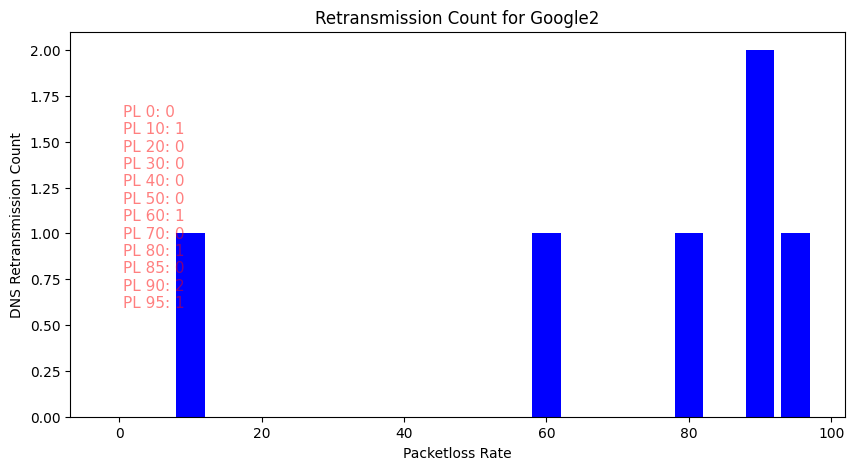 Retransmission Count for Google2
2.00
1.75
1.50
1.25
1.00
0.75
0.50
0.25
0.00
DNS Retransmission Count
PL 0: 0
PL 10: 1
PL 20: 0
PL 30: 0
PL 40: 0
PL 50: 0
PL 60: 1
PL 70: 0
PL 80: 1
PL 85: 0
PL 90: 2
PL 95: 1
0 20 40 60 80 100
Packetloss Rate